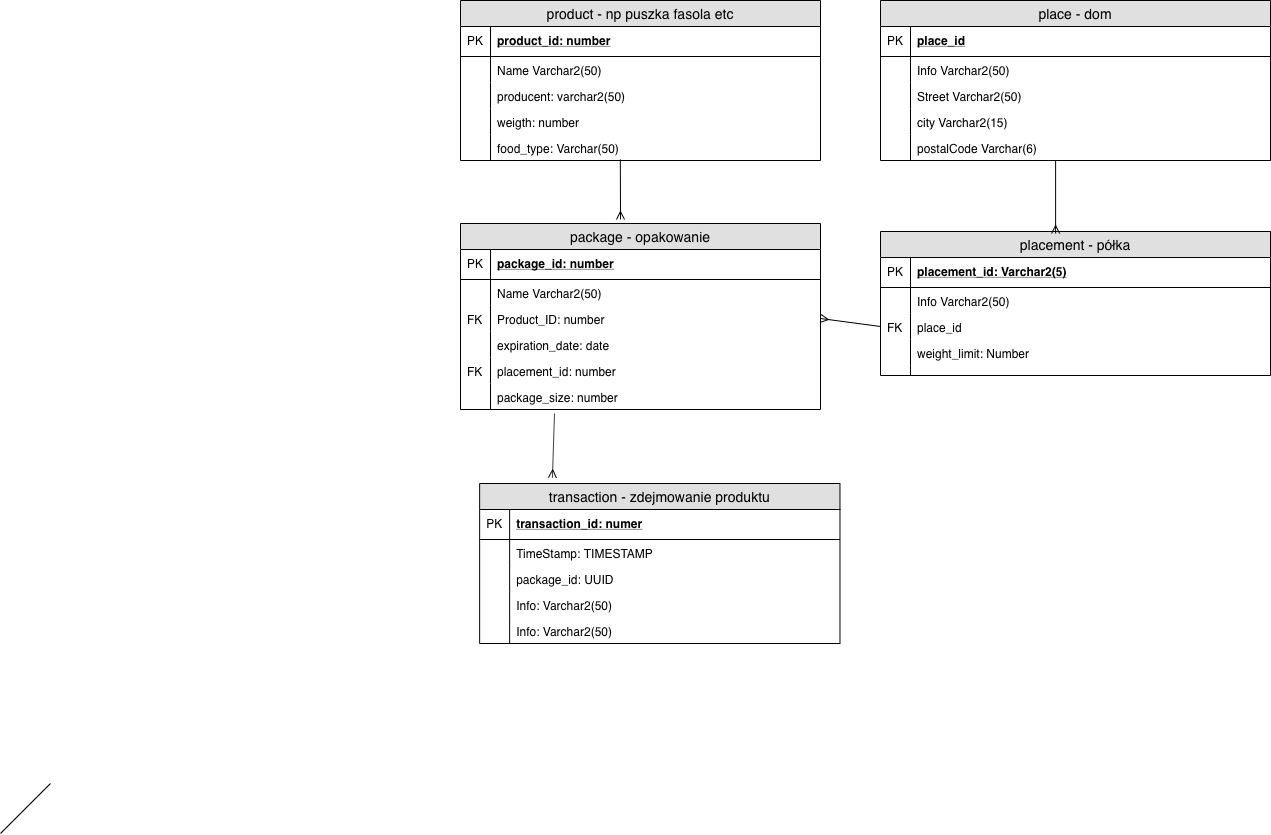 product - np puszka fasola etc
PK product_id: number
Name Varchar2(50)
producent: varchar2(50)
weigth: number
food_type: Varchar(50)
place - dom
PK place_id
Info Varchar2(50)
Street Varchar2(50)
city Varchar2(15)
postalCode Varchar(6)
package - opakowanie
PK package_id: number
Name Varchar2(50)
FK Product_ID: number
expiration_date: date
FK placement_id: number
package_size: number
placement - półka
PK placement_id: Varchar2(5)
Info Varchar2(50)
FK place_id
weight_limit: Number
transaction - zdejmowanie produktu
PK transaction_id: numer
TimeStamp: TIMESTAMP
package_id: UUID
Info: Varchar2(50)
Info: Varchar2(50)